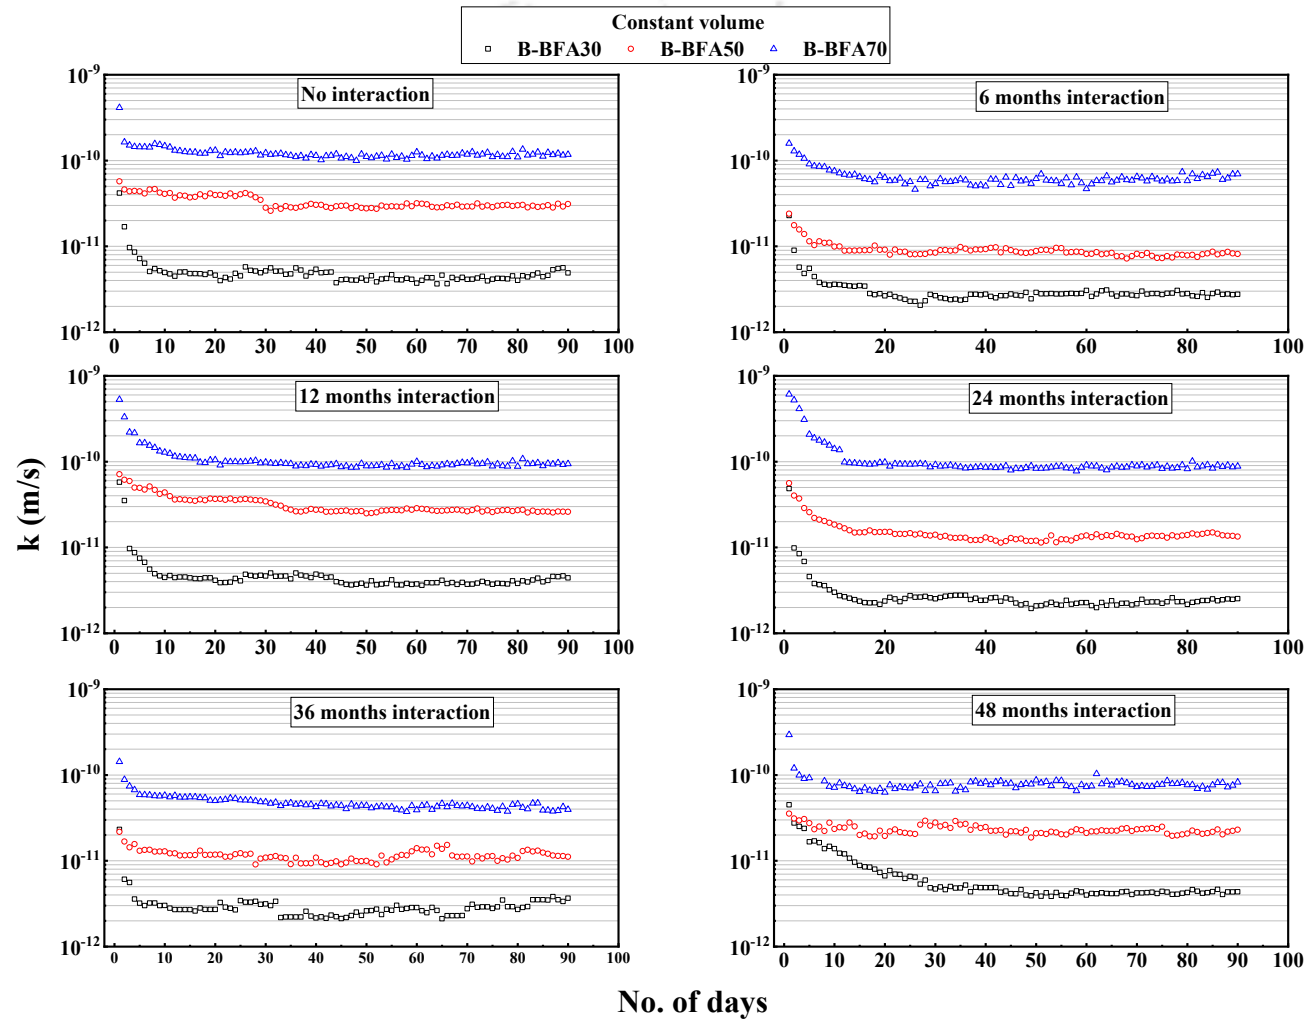 Constant volume
B-BFA30 B-BFA50 B-BFA70
No interaction
10⁻⁹
10⁻¹⁰
10⁻¹¹
10⁻¹²
0 10 20 30 40 50 60 70 80 90 100
6 months interaction
10⁻⁹
10⁻¹⁰
10⁻¹¹
10⁻¹²
0 20 40 60 80 100
12 months interaction
10⁻⁹
10⁻¹⁰
10⁻¹¹
10⁻¹²
0 10 20 30 40 50 60 70 80 90 100
24 months interaction
10⁻⁹
10⁻¹⁰
10⁻¹¹
10⁻¹²
0 10 20 30 40 50 60 70 80 90 100
36 months interaction
10⁻⁹
10⁻¹⁰
10⁻¹¹
10⁻¹²
0 10 20 30 40 50 60 70 80 90 100
48 months interaction
10⁻⁹
10⁻¹⁰
10⁻¹¹
10⁻¹²
0 10 20 30 40 50 60 70 80 90 100
k (m/s)
No. of days